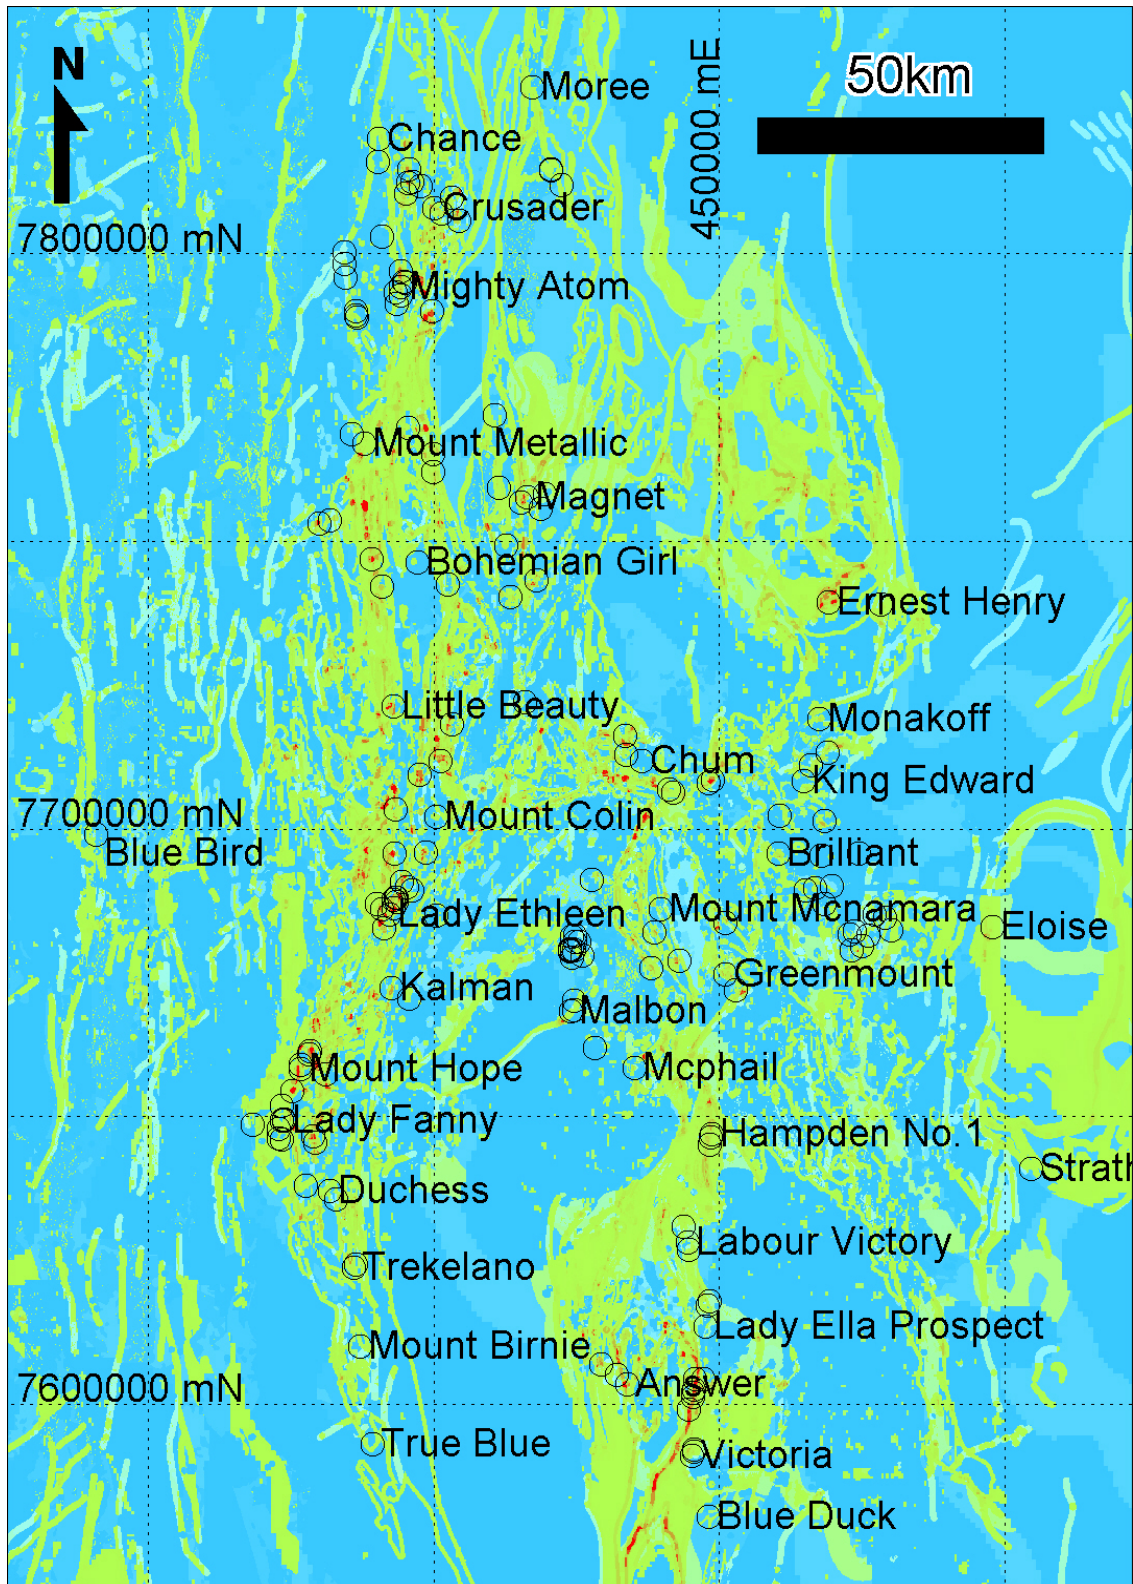 N
50km
450000 mE
Moree
Chance
Crusader
7800000 mN
Mighty Atom
Mount Metallic
Magnet
Bohemian Girl
Ernest Henry
Little Beauty
Monakoff
Chum
King Edward
7700000 mN
Mount Colin
Blue Bird
Brilliant
Lady Ethleen
Mount Mcnamara
Eloise
Kalman
Greenmount
Malbon
Mount Hope
Mcphail
Lady Fanny
Hampden No.1
Strath
Duchess
Labour Victory
Trekelano
Lady Ella Prospect
Mount Birnie
7600000 mN
Answer
True Blue
Victoria
Blue Duck